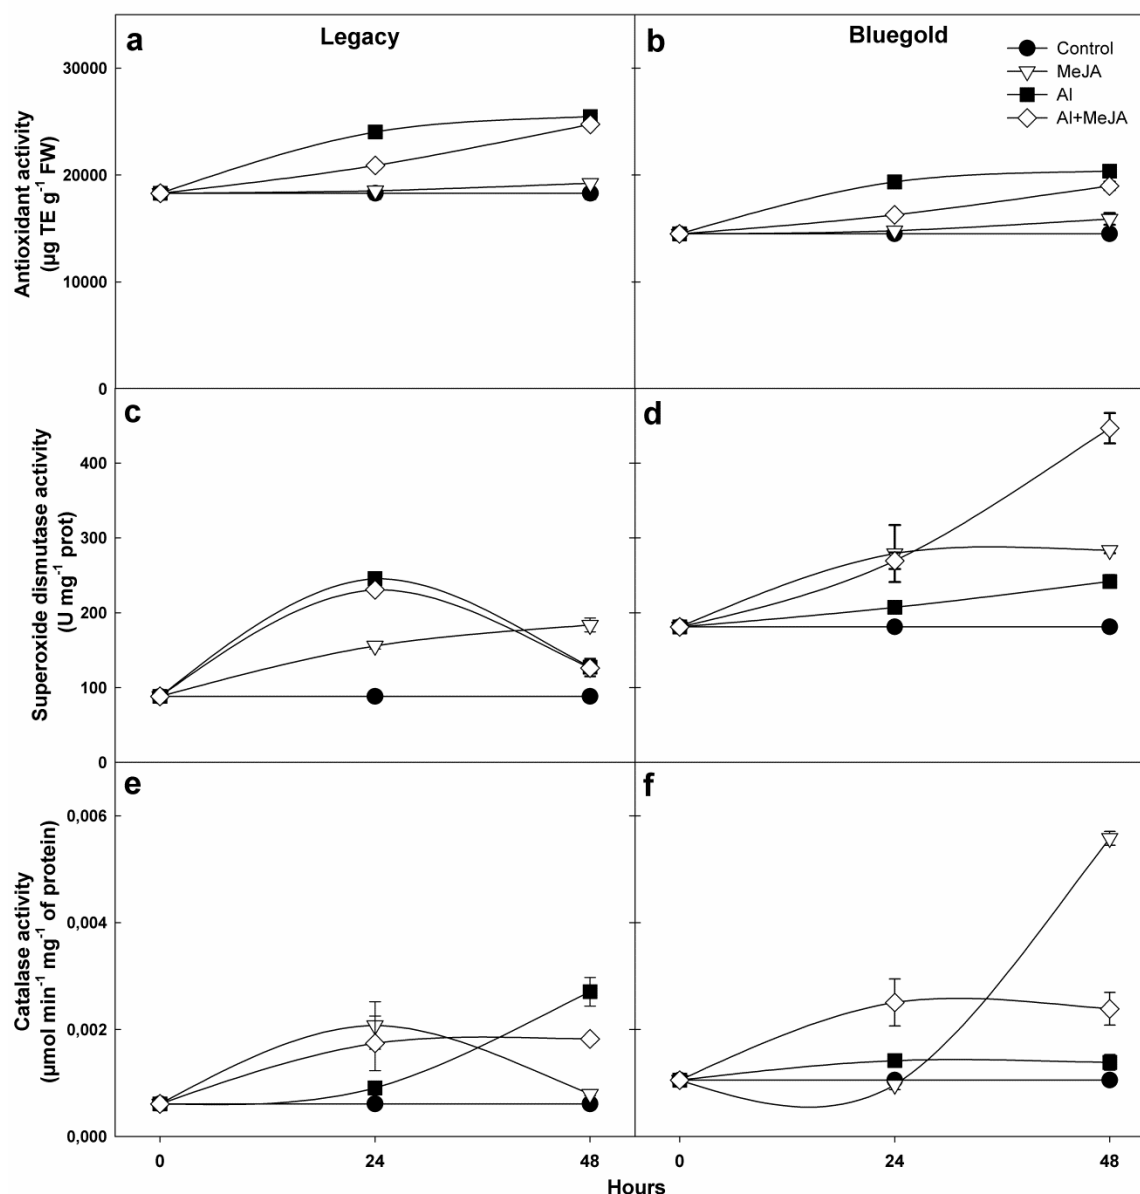 a
Legacy
b
Bluegold
Control
MeJA
Al
Al+MeJA
Antioxidant activity
(µg TE g⁻¹ FW)
30000
20000
10000
0
c
d
Superoxide dismutase activity
(U mg⁻¹ prot)
400
300
200
100
0
e
f
Catalase activity
(µmol min⁻¹ mg⁻¹ of protein)
0,006
0,004
0,002
0,000
0
24
48
0
24
48
Hours